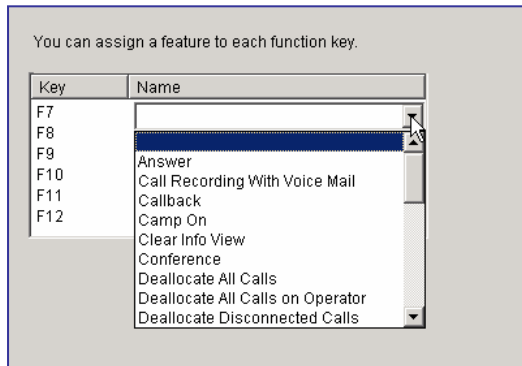 You can assign a feature to each function key.
Key Name
F7
F8
F9
Answer
F10
Call Recording With Voice Mail
F11
Callback
F12
Camp On
Clear Info View
Conference
Deallocate All Calls
Deallocate All Calls on Operator
Deallocate Disconnected Calls